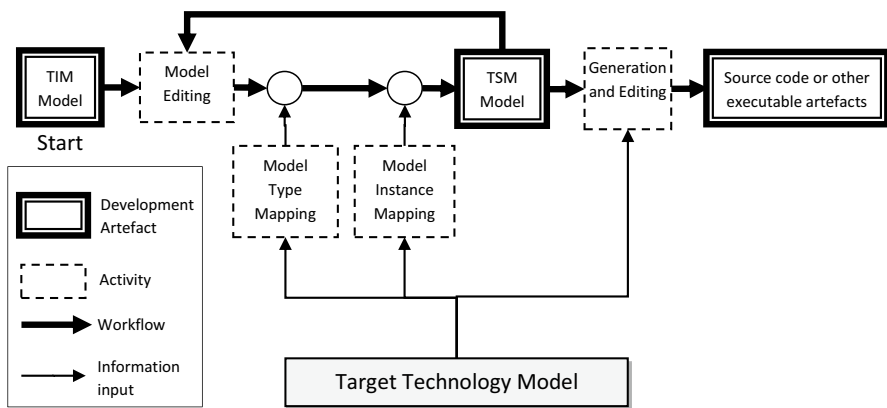 TIM
Model
Start
Model
Editing
TSM
Model
Generation
and Editing
Source code or other
executable artefacts
Model
Type
Mapping
Model
Instance
Mapping
Development
Artefact
Activity
Workflow
Information
input
Target Technology Model